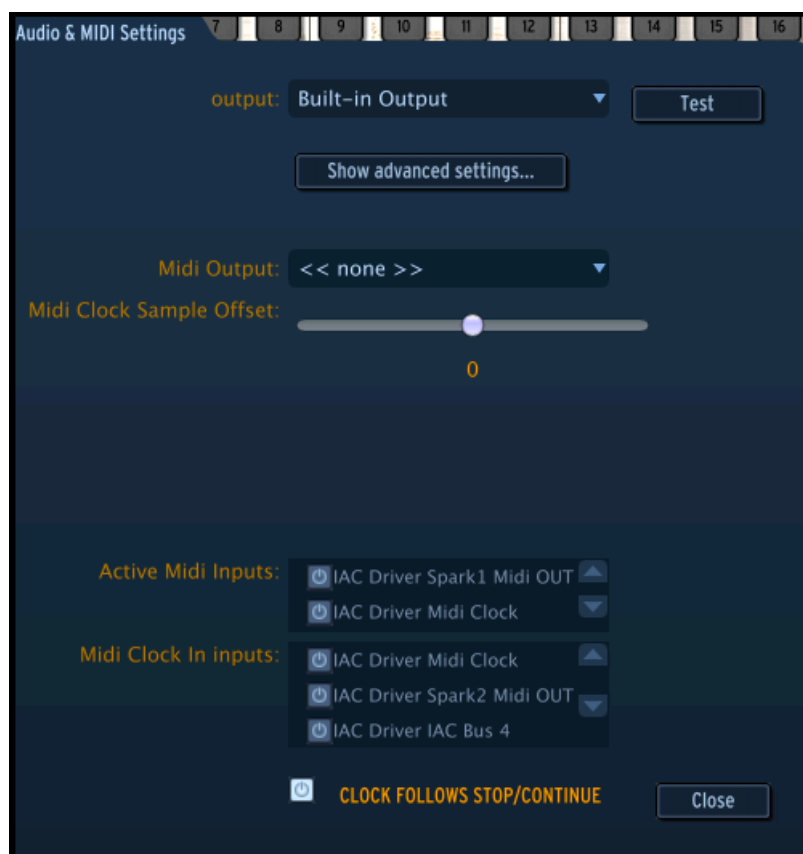 Audio & MIDI Settings 7 8 9 10 11 12 13 14 15 16
output: Built-in Output Test
Show advanced settings...
Midi Output: << none >>
Midi Clock Sample Offset:
0
Active Midi Inputs: IAC Driver Spark1 Midi OUT
IAC Driver Midi Clock
Midi Clock In inputs: IAC Driver Midi Clock
IAC Driver Spark2 Midi OUT
IAC Driver IAC Bus 4
CLOCK FOLLOWS STOP/CONTINUE Close